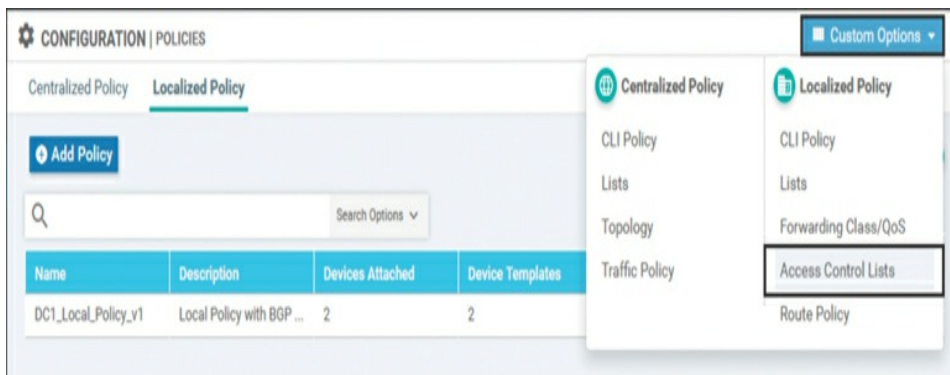 CONFIGURATION | POLICIES
Custom Options
Centralized Policy Localized Policy
Add Policy
Search Options
Name Description Devices Attached Device Templates
DC1_Local_Policy_v1 Local Policy with BGP ... 2 2
Centralized Policy
CLI Policy
Lists
Topology
Traffic Policy
Localized Policy
CLI Policy
Lists
Forwarding Class/QoS
Access Control Lists
Route Policy